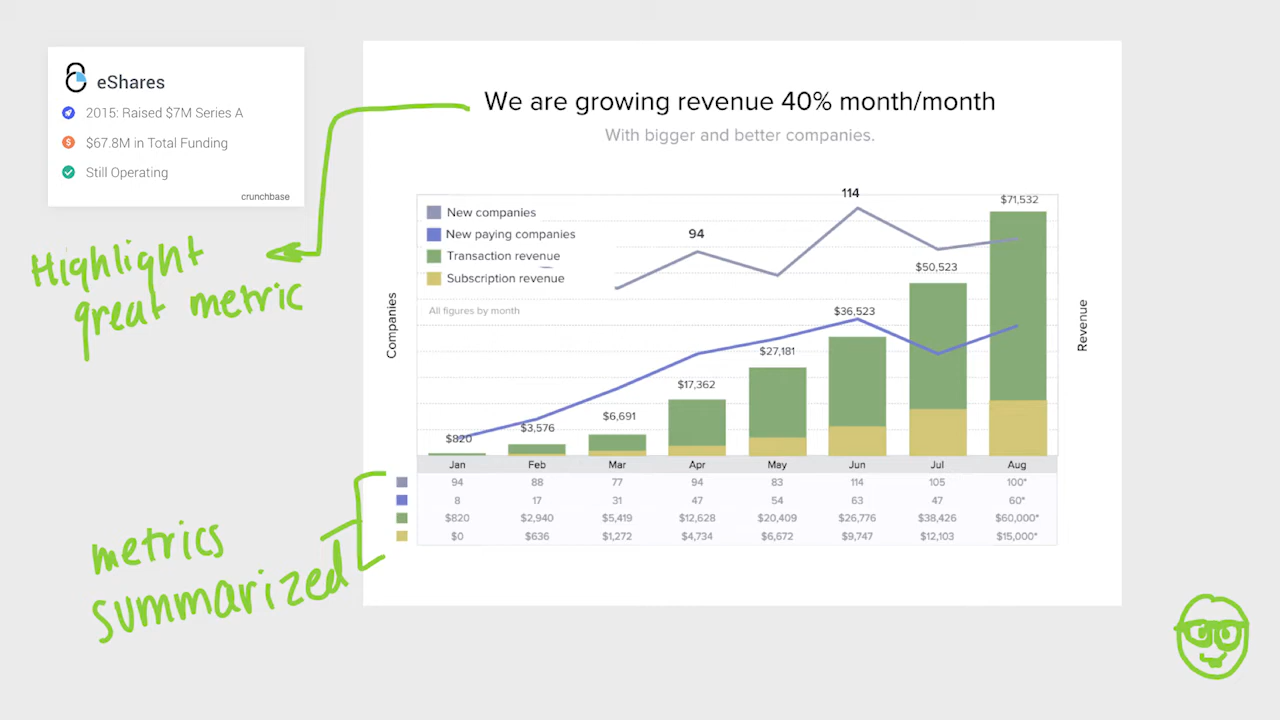 eShares
2015: Raised $7M Series A
$67.8M in Total Funding
Still Operating
crunchbase
We are growing revenue 40% month/month
With bigger and better companies.
Highlight
great metric
New companies
New paying companies
Transaction revenue
Subscription revenue
All figures by month
Companies
Revenue
94
114
$820
$3,576
$6,691
$17,362
$27,181
$36,523
$50,523
$71,532
Jan Feb Mar Apr May Jun Jul Aug
94 88 77 94 83 114 105 100*
8 17 31 47 54 63 47 60*
$820 $2,940 $5,419 $12,628 $20,409 $26,776 $38,426 $60,000*
$0 $636 $1,272 $4,734 $6,672 $9,747 $12,103 $15,000*
metrics
summarized